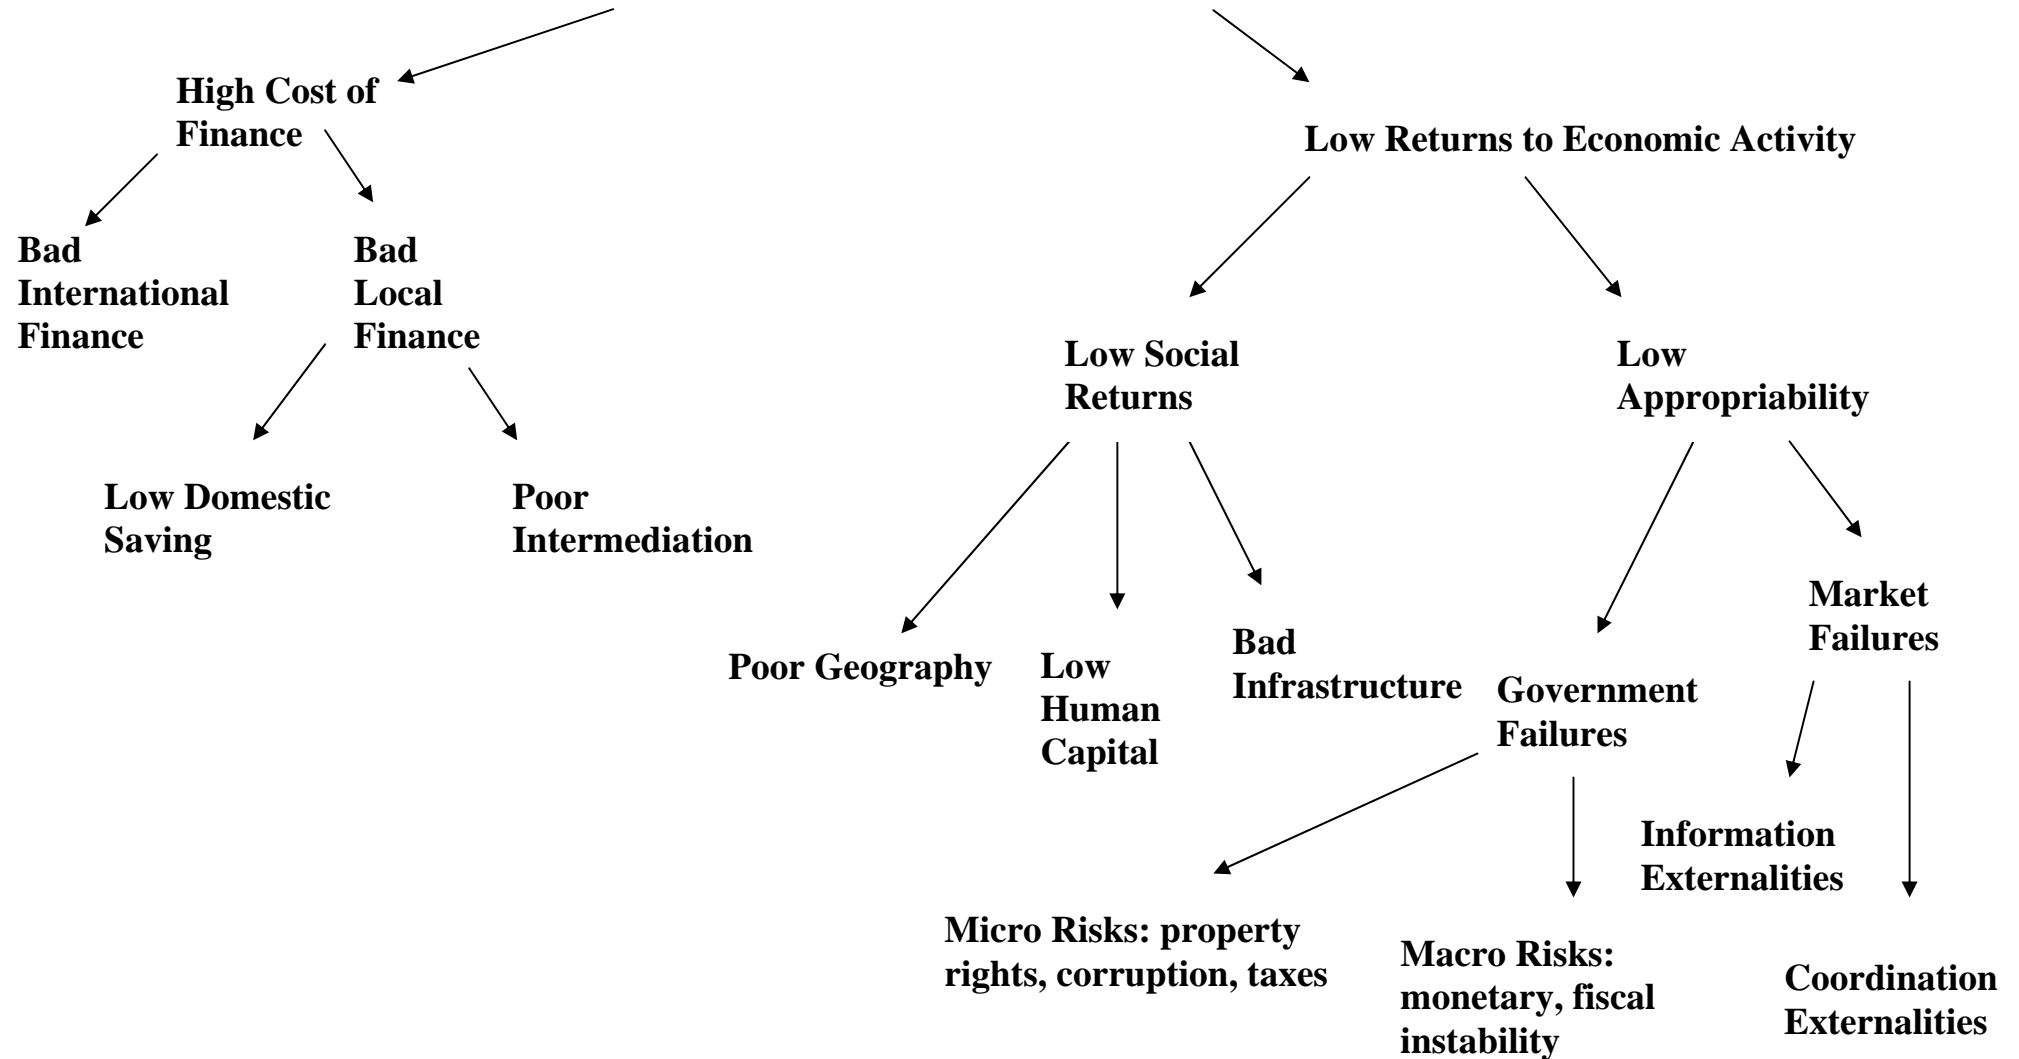 High Cost of
Finance
Low Returns to Economic Activity
Bad
International
Finance
Bad
Local
Finance
Low Social
Returns
Low
Appropriability
Low Domestic
Saving
Poor
Intermediation
Poor Geography
Low
Human
Capital
Bad
Infrastructure
Government
Failures
Market
Failures
Information
Externalities
Micro Risks: property
rights, corruption, taxes
Macro Risks:
monetary, fiscal
instability
Coordination
Externalities